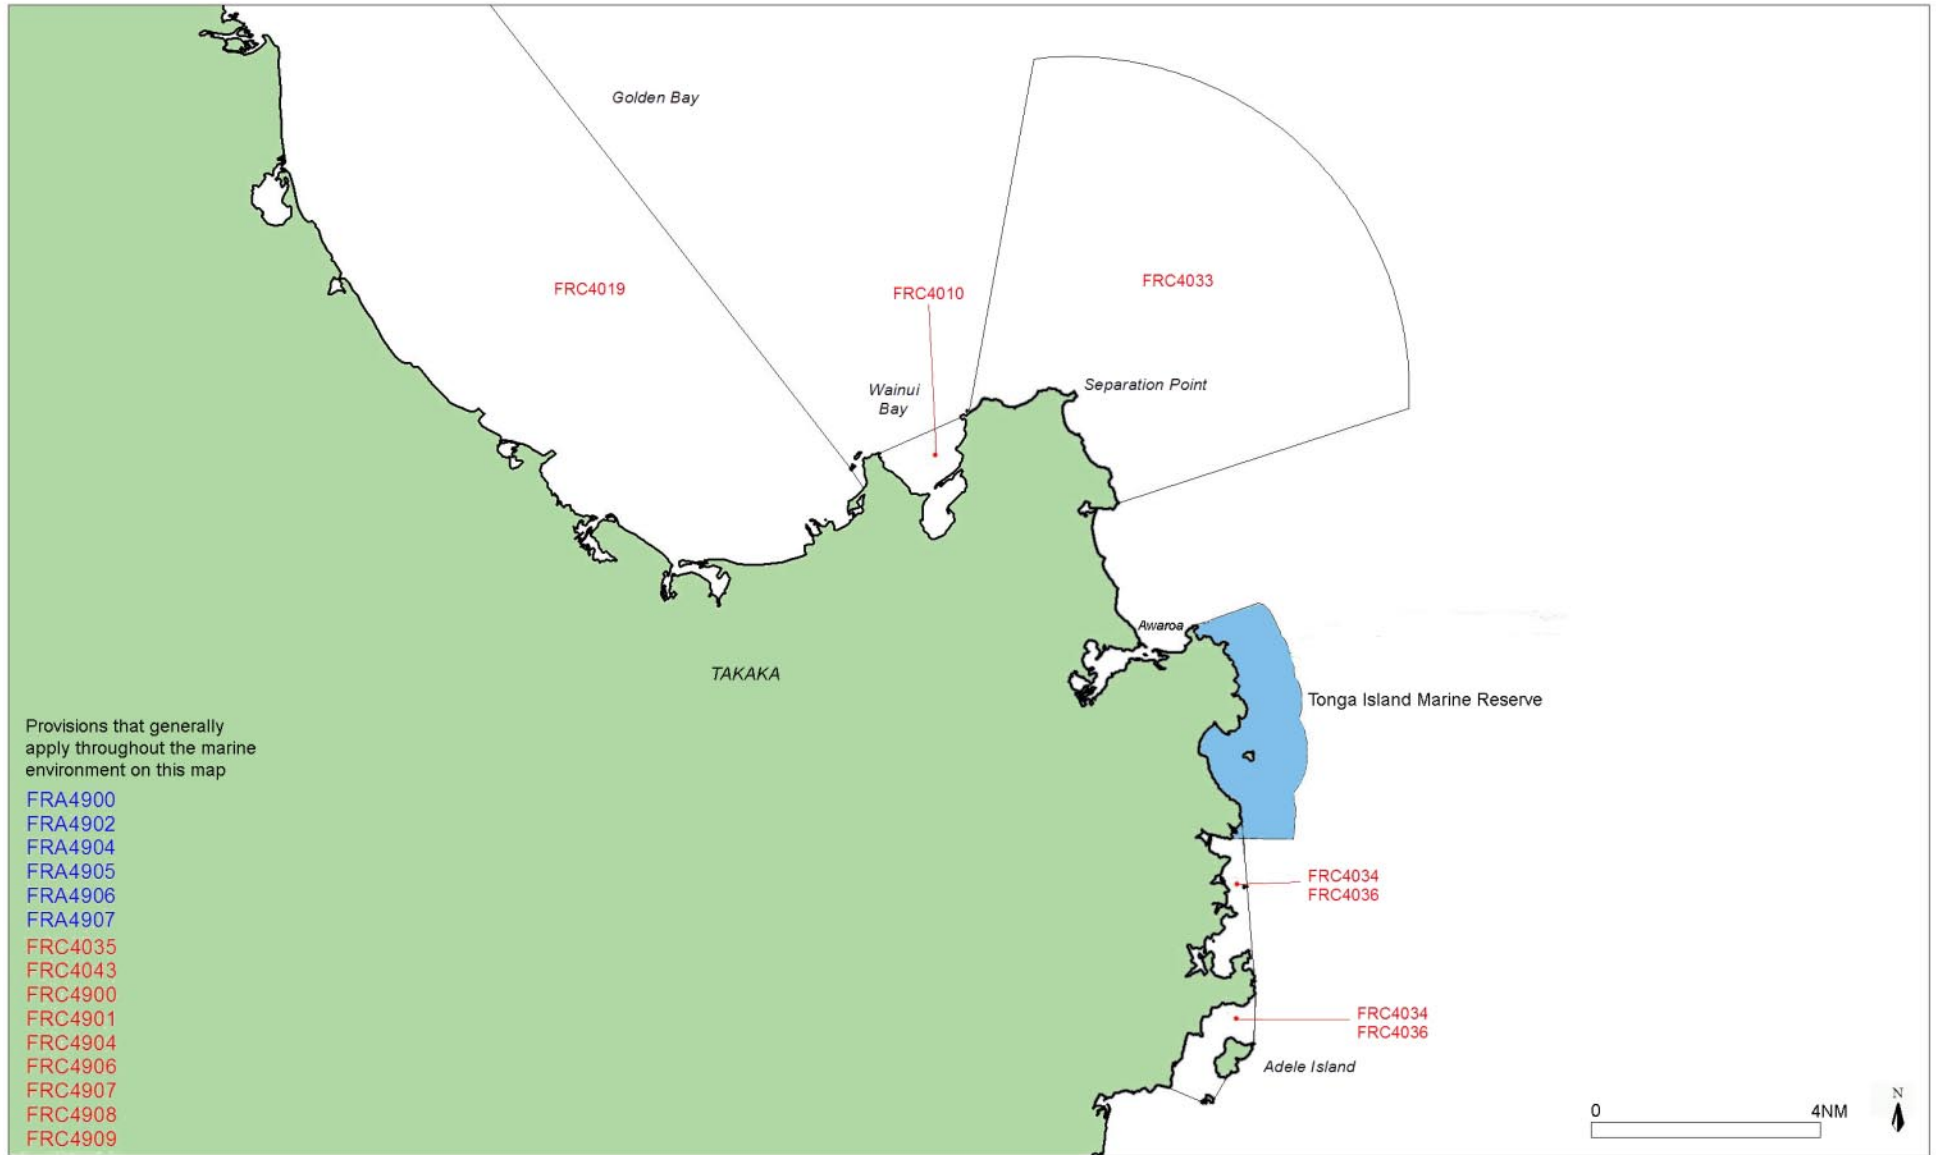 Golden Bay
FRC4019
FRC4010
FRC4033
Wainui
Bay
Separation Point
Awaroa
TAKAKA
Tonga Island Marine Reserve
Provisions that generally
apply throughout the marine
environment on this map
FRA4900
FRA4902
FRA4904
FRA4905
FRA4906
FRA4907
FRC4035
FRC4043
FRC4900
FRC4901
FRC4904
FRC4906
FRC4907
FRC4908
FRC4909
FRC4034
FRC4036
FRC4034
FRC4036
Adele Island
0 4NM
N